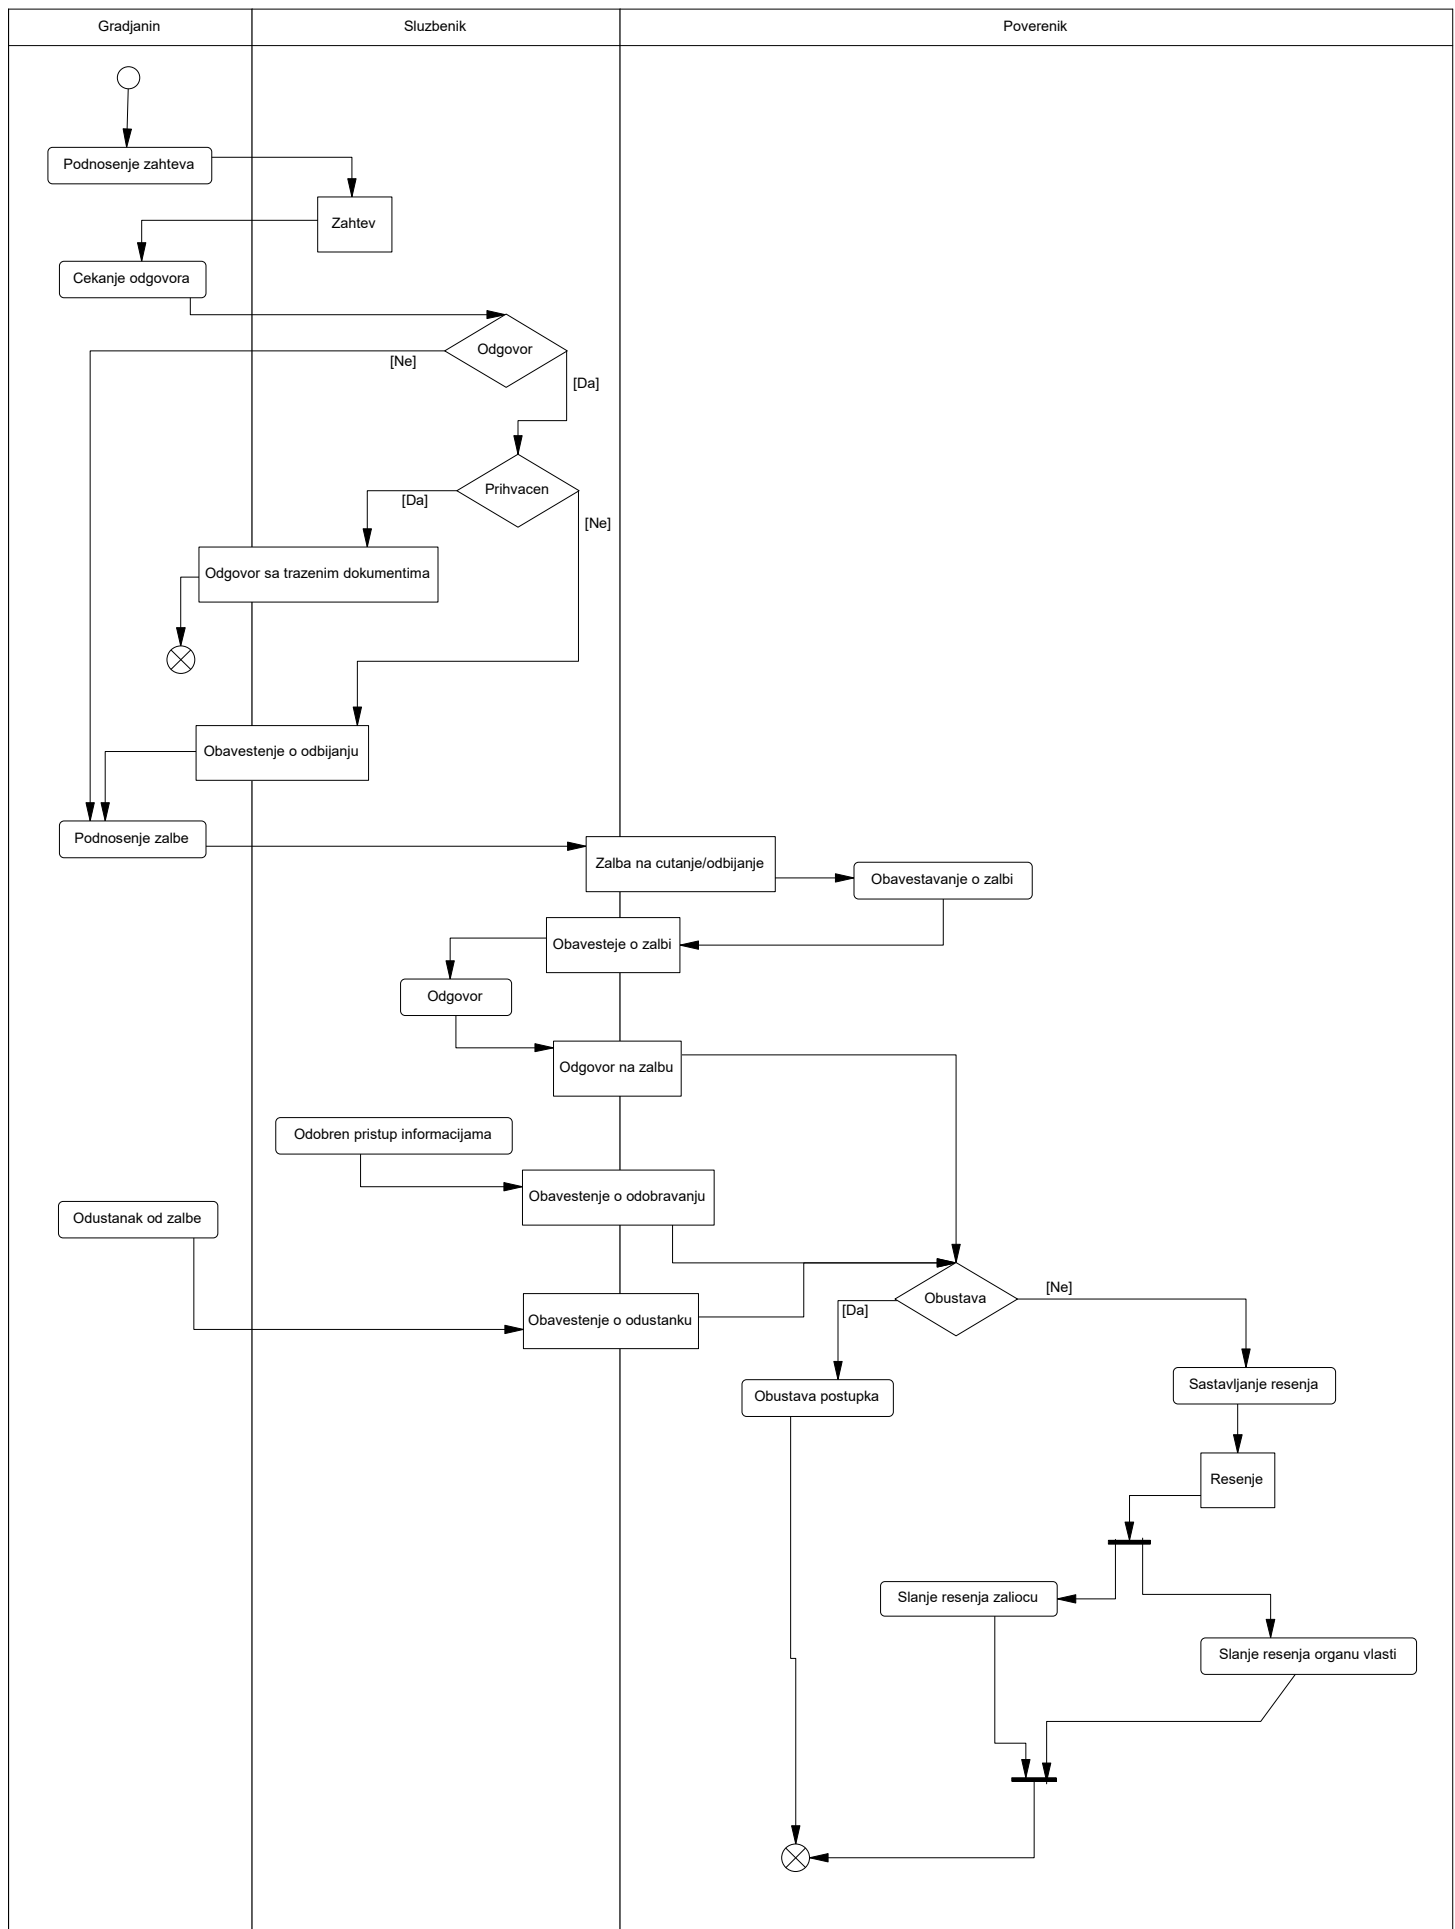 Gradjanin
Sluzbenik
Poverenik
Podnosenje zahteva
Zahtev
Cekanje odgovora
Odgovor
[Ne]
[Da]
Prihvacen
[Da]
[Ne]
Odgovor sa trazenim dokumentima
Obavestenje o odbijanju
Podnosenje zalbe
Zalba na cutanje/odbijanje
Obavestavanje o zalbi
Obavesteje o zalbi
Odgovor
Odgovor na zalbu
Odobren pristup informacijama
Obavestenje o odobravanju
Odustanak od zalbe
Obavestenje o odustanku
Obustava
[Ne]
[Da]
Sastavljanje resenja
Obustava postupka
Resenje
Slanje resenja zaliocu
Slanje resenja organu vlasti